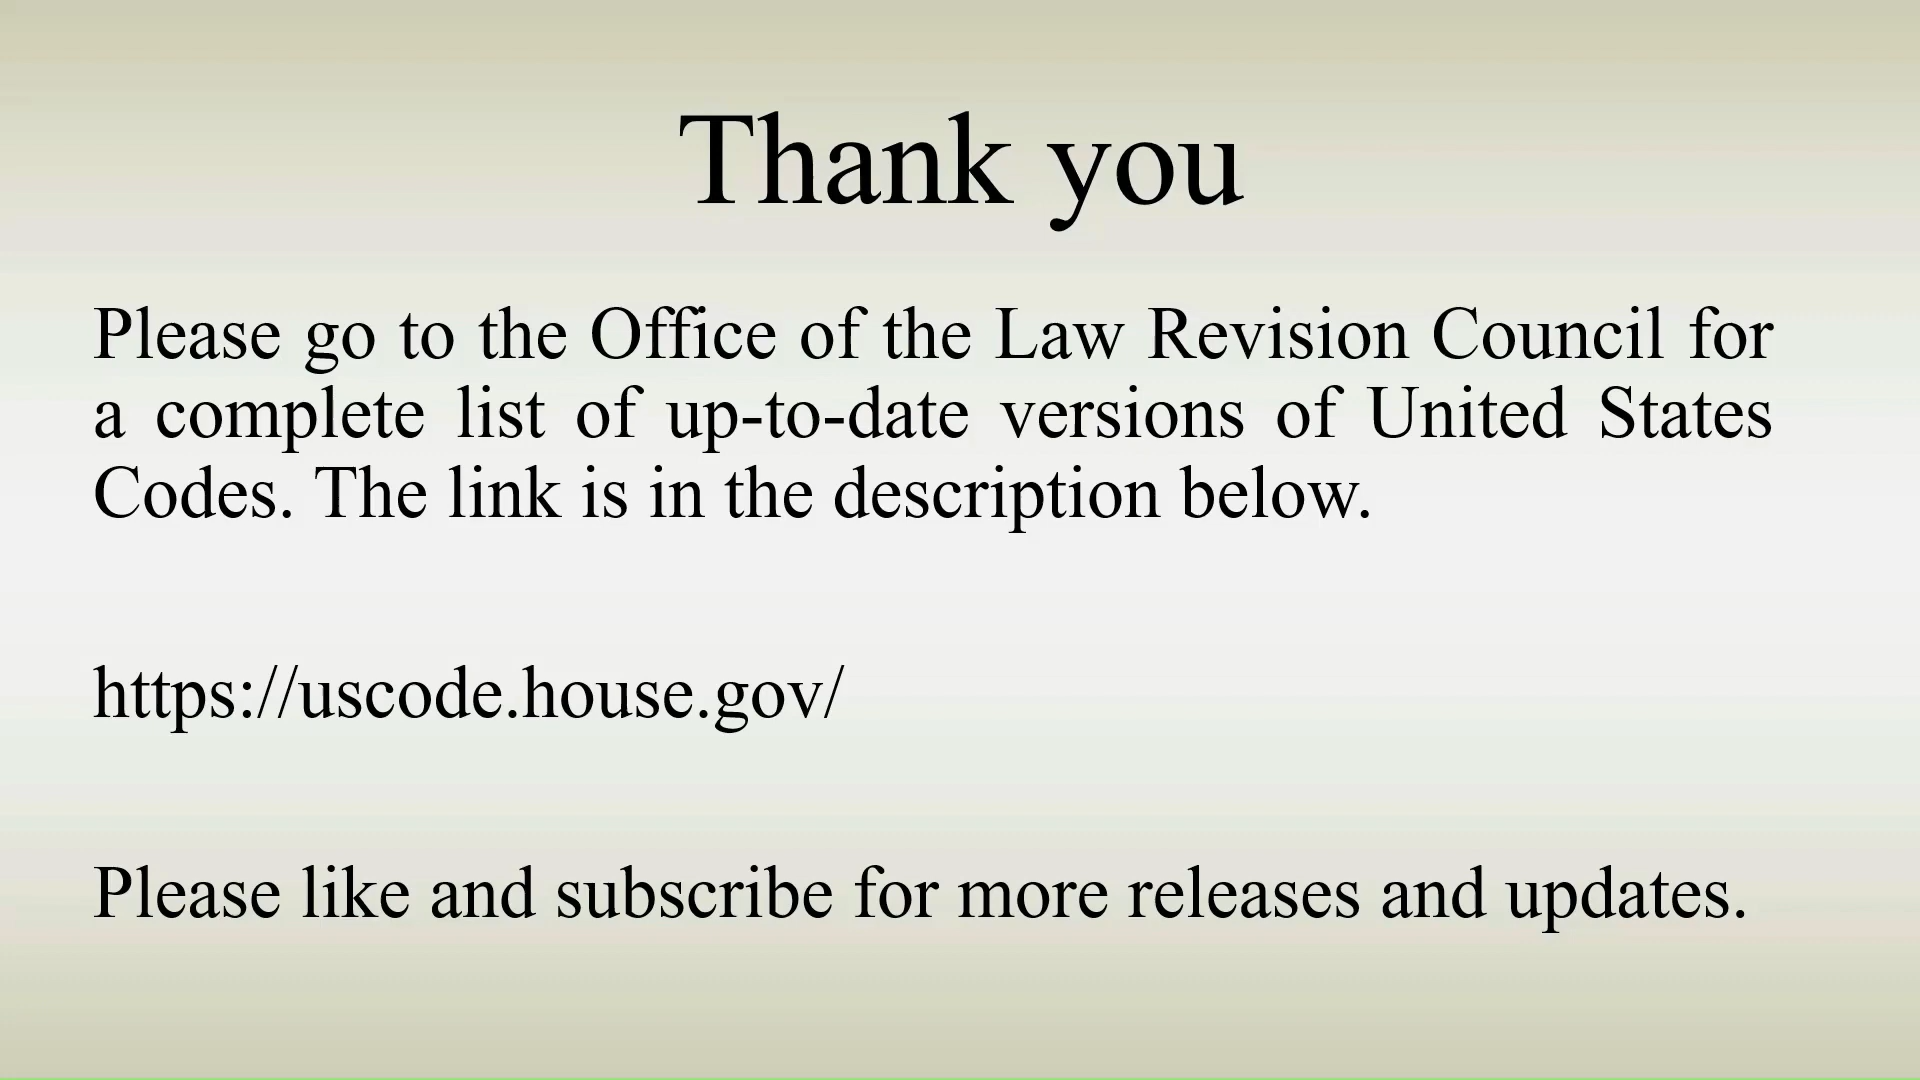 Thank you
Please go to the Office of the Law Revision Council for
a complete list of up-to-date versions of United States
Codes. The link is in the description below.
https://uscode.house.gov/
Please like and subscribe for more releases and updates.